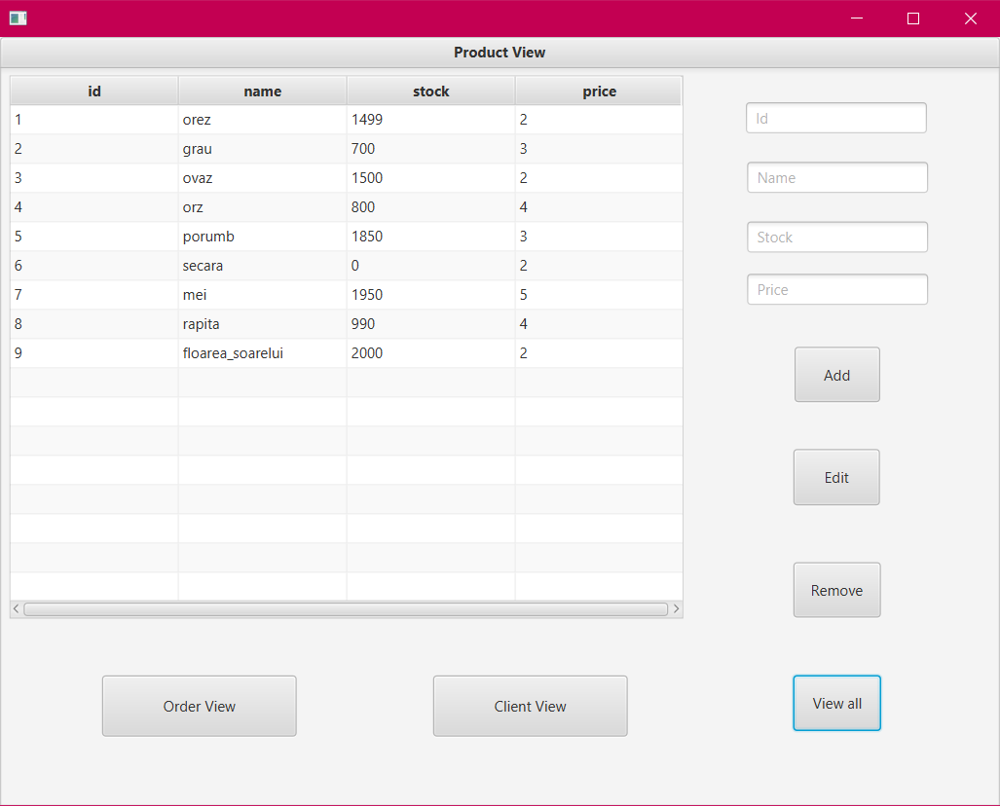 Product View
id name stock price
1 orez 1499 2
2 grau 700 3
3 ovaz 1500 2
4 orz 800 4
5 porumb 1850 3
6 secara 0 2
7 mei 1950 5
8 rapita 990 4
9 floarea_soarelui 2000 2
Id
Name
Stock
Price
Add
Edit
Remove
Order View Client View View all